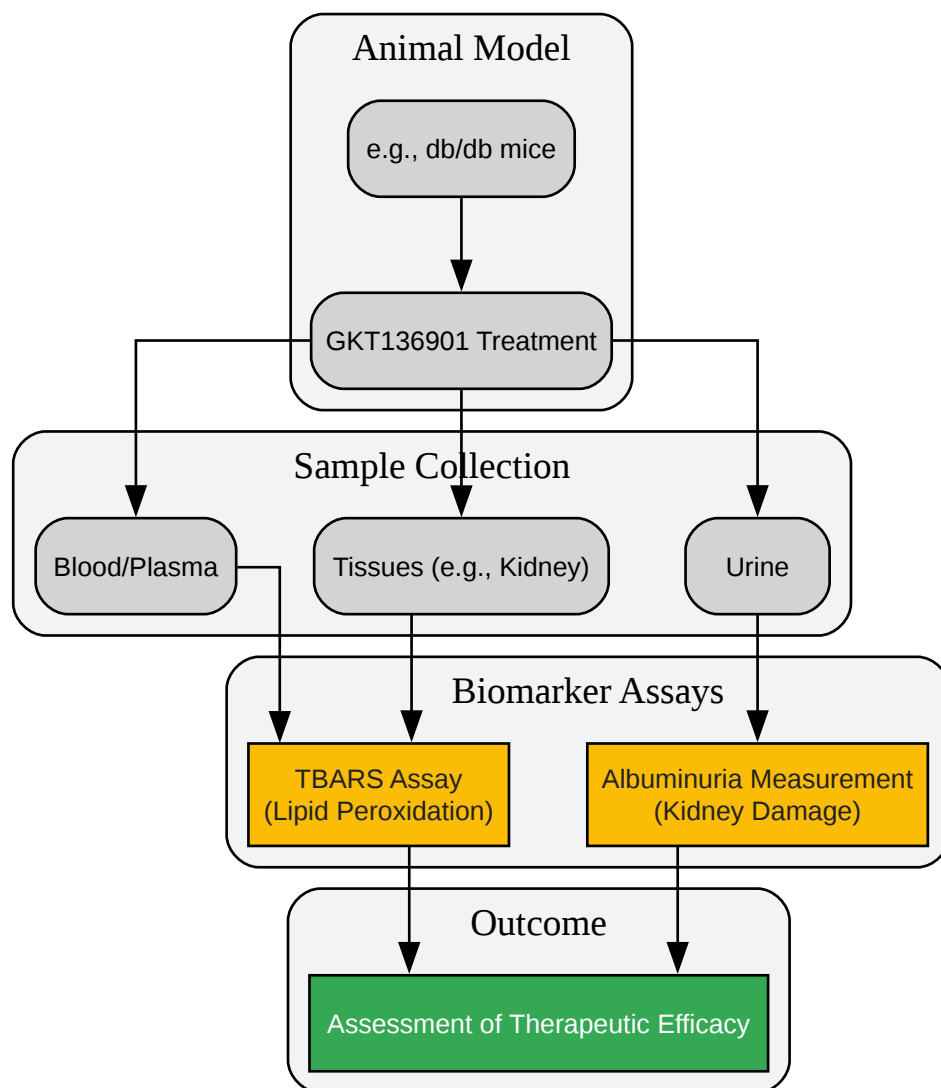 Animal Model
e.g., db/db mice
GKT136901 Treatment
Sample Collection
Blood/Plasma
Tissues (e.g., Kidney)
Urine
Biomarker Assays
TBARS Assay
(Lipid Peroxidation)
Albuminuria Measurement
(Kidney Damage)
Outcome
Assessment of Therapeutic Efficacy